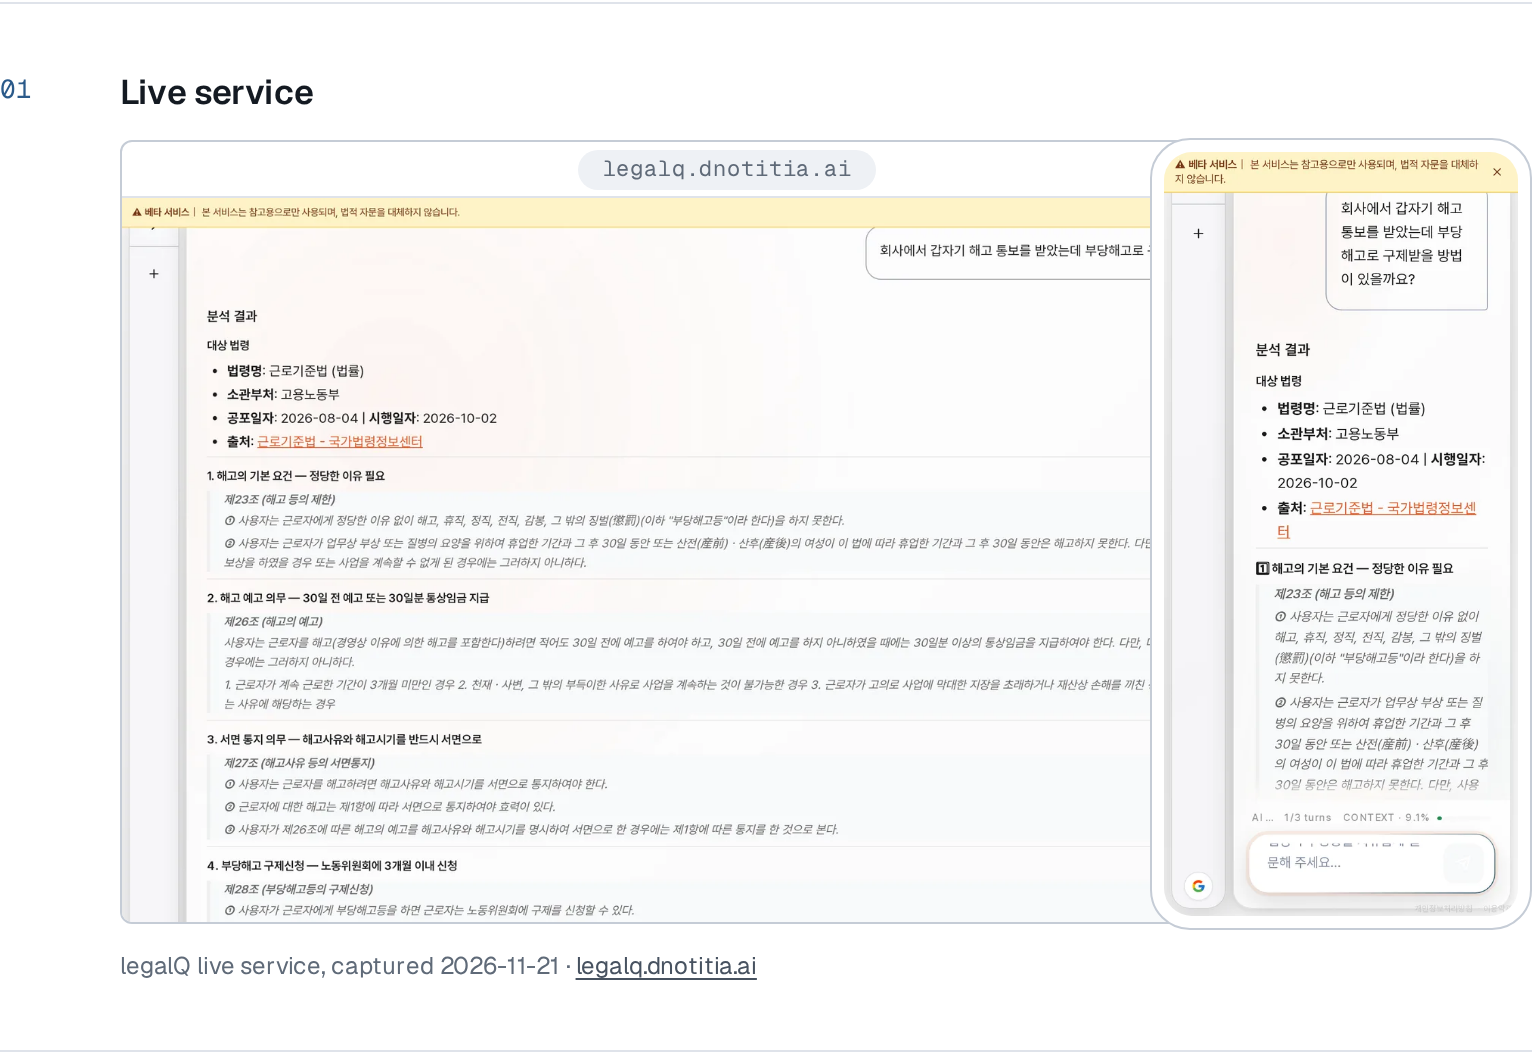 01
Live service
legalq.dnotitia.ai
베타 서비스 | 본 서비스는 참고용으로만 사용되며, 법적 자문을 대체하지 않습니다.
+
회사에서 갑자기 해고 통보를 받았는데 부당해고로
분석 결과
대상 법령
• 법령명: 근로기준법 (법률)
• 소관부처: 고용노동부
• 공포일자: 2026-08-04 | 시행일자: 2026-10-02
• 출처: 근로기준법 - 국가법령정보센터
1. 해고의 기본 요건 — 정당한 이유 필요
제23조 (해고 등의 제한)
① 사용자는 근로자에게 정당한 이유 없이 해고, 휴직, 정직, 전직, 감봉, 그 밖의 징벌(懲罰)(이하 "부당해고등"이라 한다)을 하지 못한다.
② 사용자는 근로자가 업무상 부상 또는 질병의 요양을 위하여 휴업한 기간과 그 후 30일 동안 또는 산전(産前) · 산후(産後)의 여성이 이 법에 따라 휴업한 기간과 그 후 30일 동안은 해고하지 못한다. 다만
보상을 하였을 경우 또는 사업을 계속할 수 없게 된 경우에는 그러하지 아니하다.
2. 해고 예고 의무 — 30일 전 예고 또는 30일분 통상임금 지급
제26조 (해고의 예고)
사용자는 근로자를 해고(경영상 이유에 의한 해고를 포함한다)하려면 적어도 30일 전에 예고를 하여야 하고, 30일 전에 예고를 하지 아니하였을 때에는 30일분 이상의 통상임금을 지급하여야 한다. 다만,
경우에는 그러하지 아니하다.
1. 근로자가 계속 근로한 기간이 3개월 미만인 경우 2. 천재 · 사변, 그 밖의 부득이한 사유로 사업을 계속하는 것이 불가능한 경우 3. 근로자가 고의로 사업에 막대한 지장을 초래하거나 재산상 손해를 끼친
는 사유에 해당하는 경우
3. 서면 통지 의무 — 해고사유와 해고시기를 반드시 서면으로
제27조 (해고사유 등의 서면통지)
① 사용자는 근로자를 해고하려면 해고사유와 해고시기를 서면으로 통지하여야 한다.
② 근로자에 대한 해고는 제1항에 따라 서면으로 통지하여야 효력이 있다.
③ 사용자가 제26조에 따른 해고의 예고를 해고사유와 해고시기를 명시하여 서면으로 한 경우에는 제1항에 따른 통지를 한 것으로 본다.
4. 부당해고 구제신청 — 노동위원회에 3개월 이내 신청
제28조 (부당해고등의 구제신청)
① 사용자가 근로자에게 부당해고등을 하면 근로자는 노동위원회에 구제를 신청할 수 있다.
베타 서비스 | 본 서비스는 참고용으로만 사용되며, 법적 자문을 대체하
지 않습니다.
×
+
회사에서 갑자기 해고
통보를 받았는데 부당
해고로 구제받을 방법
이 있을까요?
분석 결과
대상 법령
• 법령명: 근로기준법 (법률)
• 소관부처: 고용노동부
• 공포일자: 2026-08-04 | 시행일자:
2026-10-02
• 출처: 근로기준법 - 국가법령정보센
터
1️⃣ 해고의 기본 요건 — 정당한 이유 필요
제23조 (해고 등의 제한)
① 사용자는 근로자에게 정당한 이유 없이
해고, 휴직, 정직, 전직, 감봉, 그 밖의 징벌
(懲罰)(이하 "부당해고등"이라 한다)을 하
지 못한다.
② 사용자는 근로자가 업무상 부상 또는 질
병의 요양을 위하여 휴업한 기간과 그 후
30일 동안 또는 산전(産前) · 산후(産後)
의 여성이 이 법에 따라 휴업한 기간과 그 후
30일 동안은 해고하지 못한다. 다만, 사용
AI ... 1/3 turns CONTEXT · 9.1%
문해 주세요...
개인정보처리방침
legalQ live service, captured 2026-11-21 · legalq.dnotitia.ai